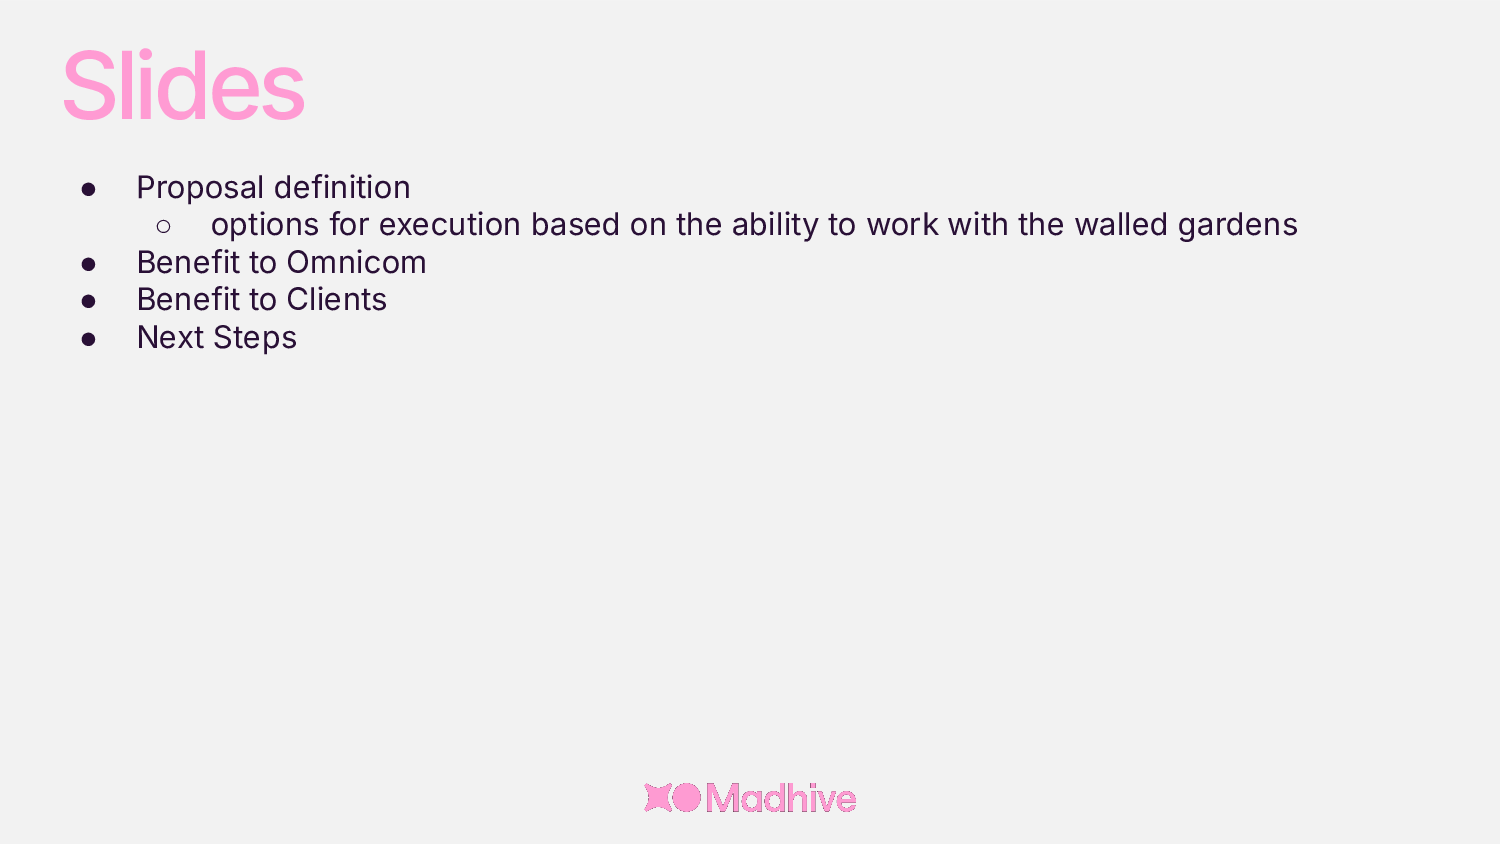 Slides
● Proposal definition
○ options for execution based on the ability to work with the walled gardens
● Benefit to Omnicom
● Benefit to Clients
● Next Steps
Madhive